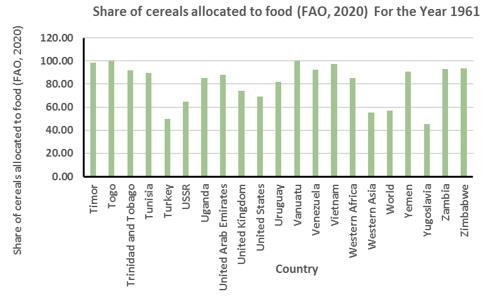 Share of cereals allocated to food (FAO, 2020) For the Year 1961
Share of cereals allocated to food (FAO, 2020)
120.00
100.00
80.00
60.00
40.00
20.00
0.00
Timor
Togo
Trinidad and Tobago
Tunisia
Turkey
USSR
Uganda
United Arab Emirates
United Kingdom
United States
Uruguay
Vanuatu
Venezuela
Vietnam
Western Africa
Western Asia
World
Yemen
Yugoslavia
Zambia
Zimbabwe
Country